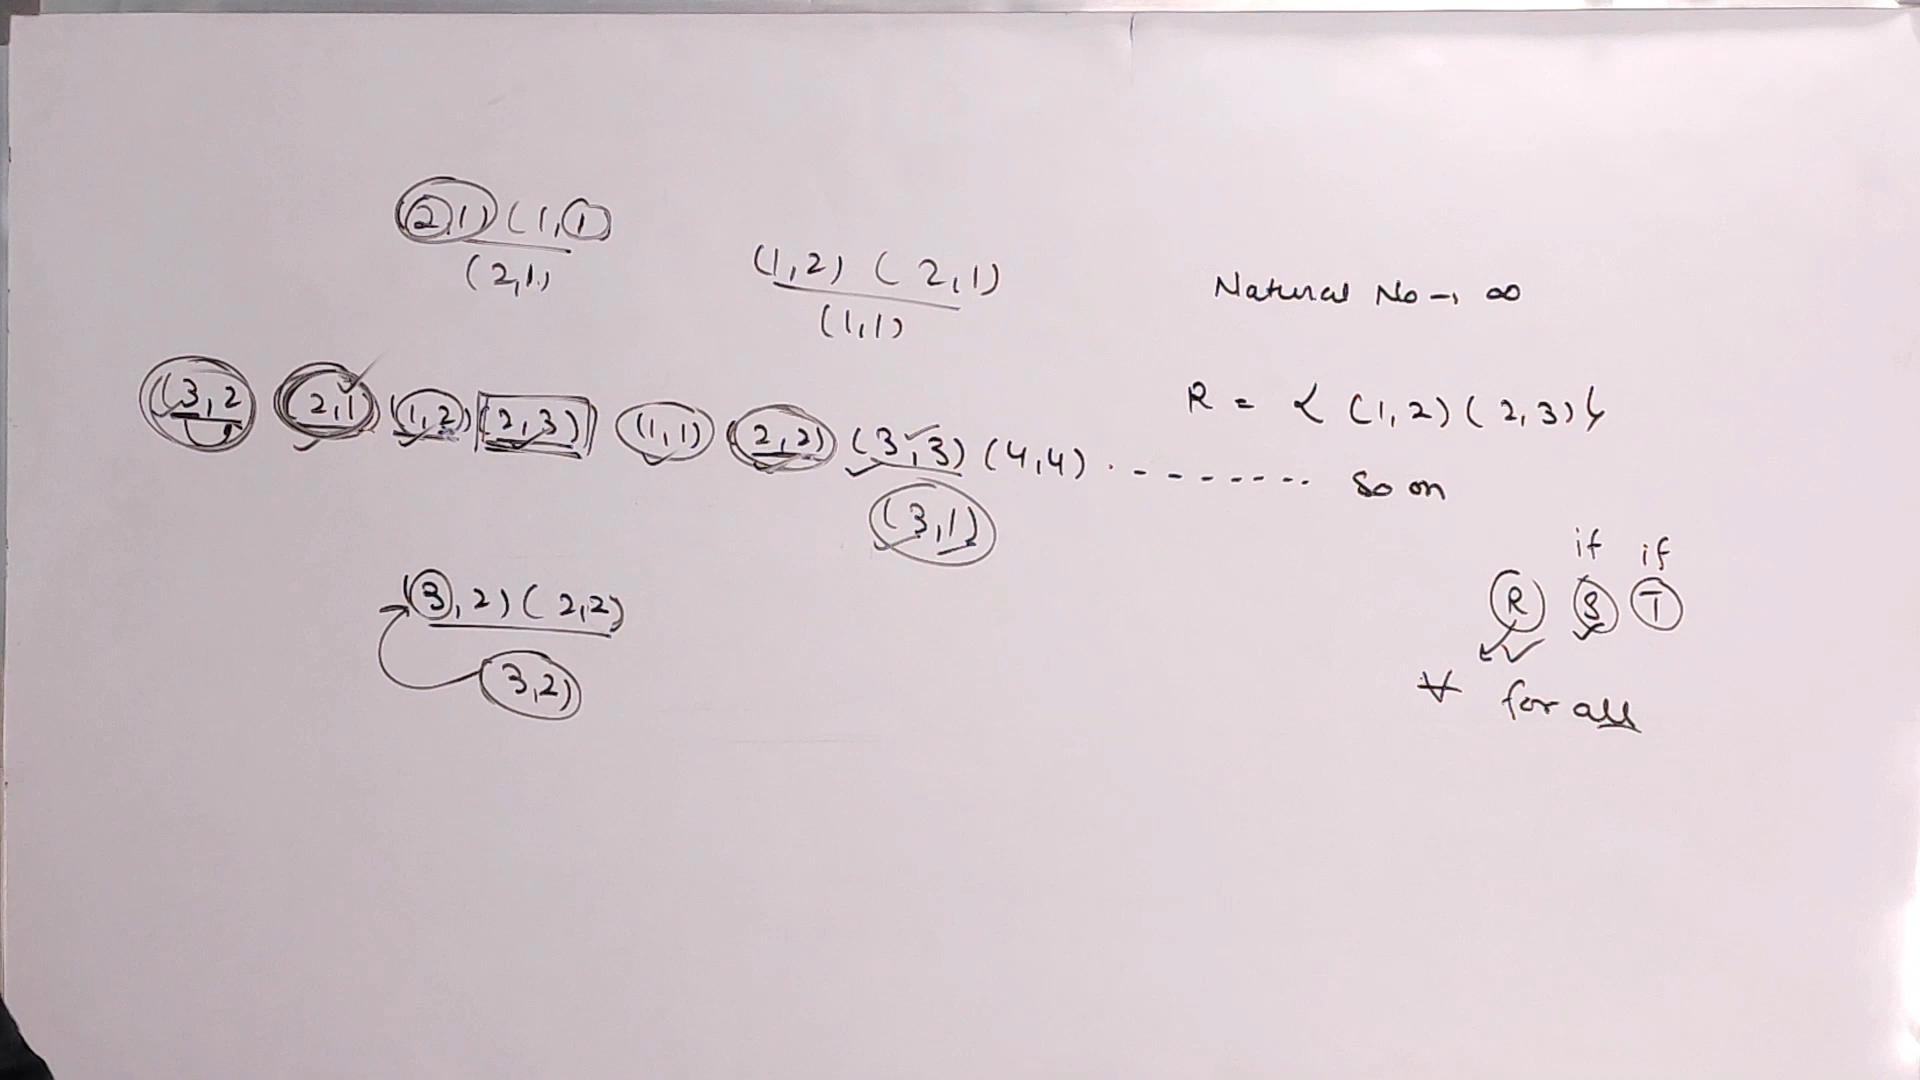 (2,1) (1,1)
(2,1)
(1,2) (2,1)
(1,1)
Natural No → ∞
R = { (1,2) (2,3) }
(3,2 (2,1) (1,2) (2,3) (1,1) (2,2) (3,3) (4,4) . - - - - - - .. So on
(3,1)
if if
R S T
∀ for all
(3,2) (2,2)
3,2)